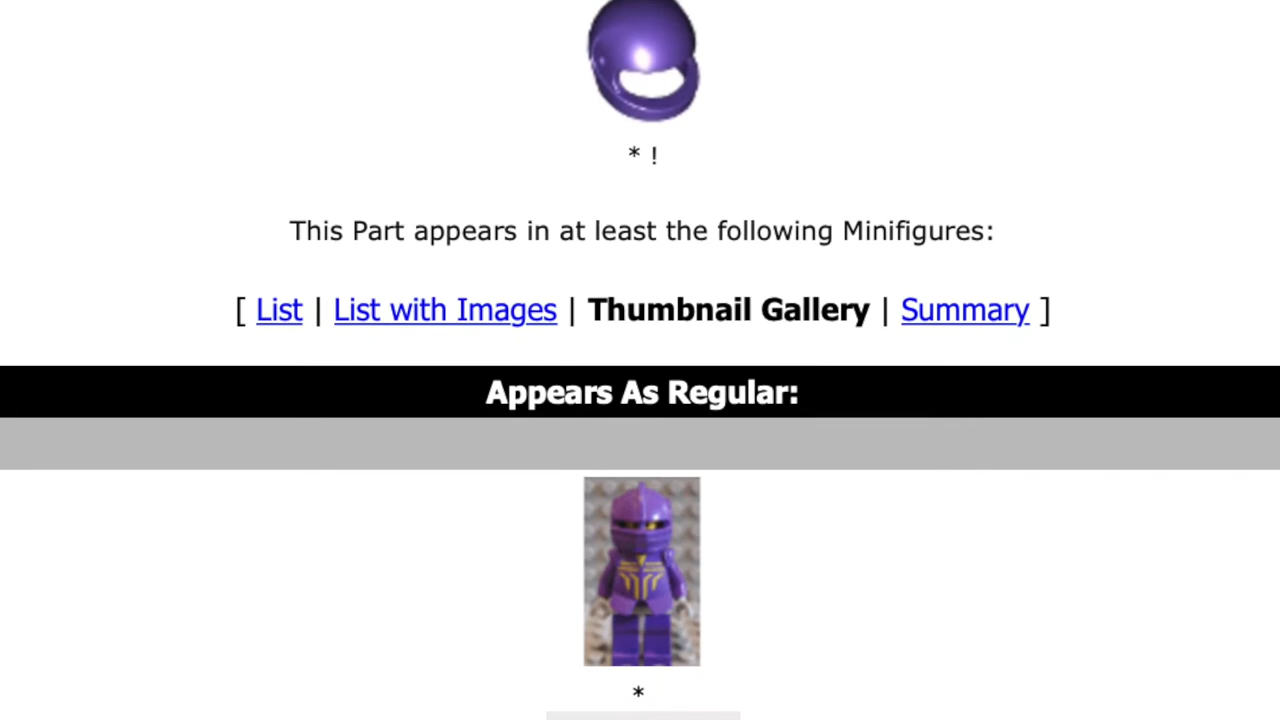 * !
This Part appears in at least the following Minifigures:
[ List | List with Images | Thumbnail Gallery | Summary ]
Appears As Regular:
*